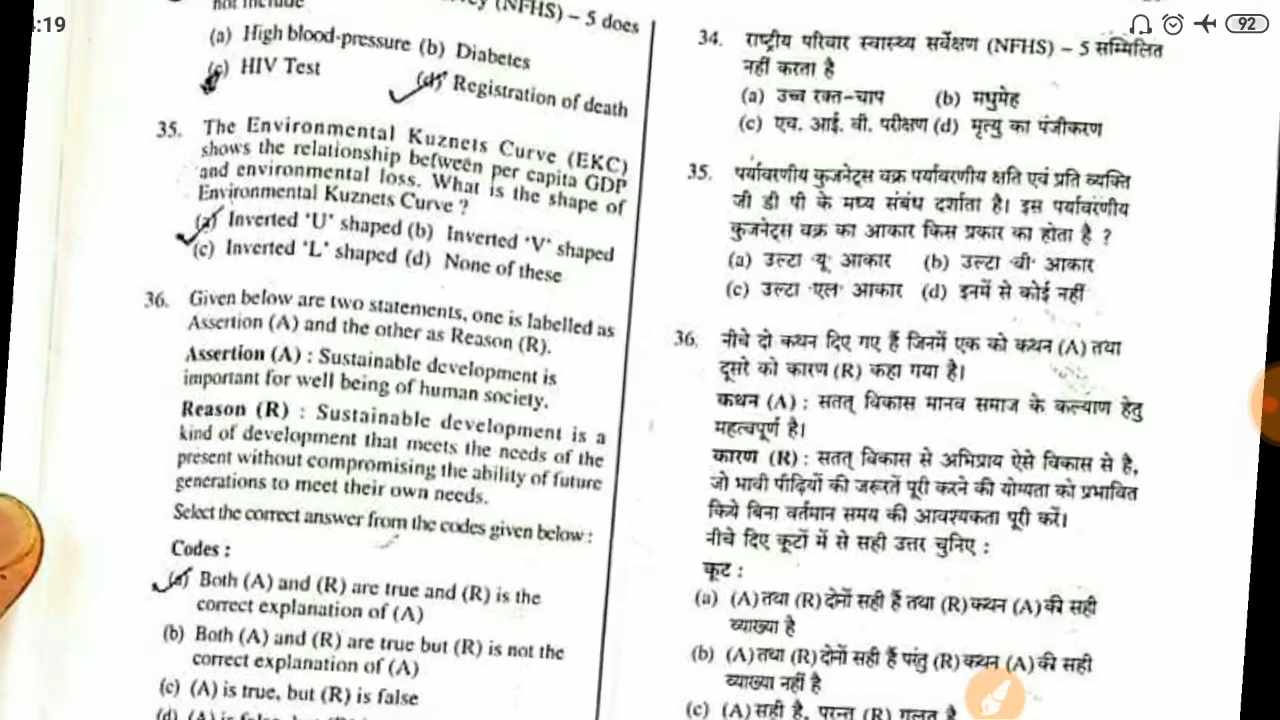 :19
92
not include
(NFHS) – 5 does
(a) High blood-pressure (b) Diabetes
(c) HIV Test (d) Registration of death
35. The Environmental Kuznets Curve (EKC)
shows the relationship between per capita GDP
and environmental loss. What is the shape of
Environmental Kuznets Curve ?
(a) Inverted 'U' shaped (b) Inverted 'V' shaped
(c) Inverted 'L' shaped (d) None of these
36. Given below are two statements, one is labelled as
Assertion (A) and the other as Reason (R).
Assertion (A) : Sustainable development is
important for well being of human society.
Reason (R) : Sustainable development is a
kind of development that meets the needs of the
present without compromising the ability of future
generations to meet their own needs.
Select the correct answer from the codes given below :
Codes :
(a) Both (A) and (R) are true and (R) is the
correct explanation of (A)
(b) Both (A) and (R) are true but (R) is not the
correct explanation of (A)
(c) (A) is true, but (R) is false
34. राष्ट्रीय परिवार स्वास्थ्य सर्वेक्षण (NFHS) – 5 सम्मिलित
नहीं करता है
(a) उच्च रक्त-चाप (b) मधुमेह
(c) एच. आई. वी. परीक्षण (d) मृत्यु का पंजीकरण
35. पर्यावरणीय कुजनेट्स वक्र पर्यावरणीय क्षति एवं प्रति व्यक्ति
जी डी पी के मध्य संबंध दर्शाता है। इस पर्यावरणीय
कुजनेट्स वक्र का आकार किस प्रकार का होता है ?
(a) उल्टा 'यू' आकार (b) उल्टा 'वी' आकार
(c) उल्टा 'एल' आकार (d) इनमें से कोई नहीं
36. नीचे दो कथन दिए गए हैं जिनमें एक को कथन (A) तथा
दूसरे को कारण (R) कहा गया है।
कथन (A) : सतत् विकास मानव समाज के कल्याण हेतु
महत्वपूर्ण है।
कारण (R) : सतत् विकास से अभिप्राय ऐसे विकास से है,
जो भावी पीढ़ियों की जरूरतें पूरी करने की योग्यता को प्रभावित
किये बिना वर्तमान समय की आवश्यकता पूरी करें।
नीचे दिए कूटों में से सही उत्तर चुनिए :
कूट :
(a) (A) तथा (R) दोनों सही हैं तथा (R) कथन (A) की सही
व्याख्या है
(b) (A) तथा (R) दोनों सही हैं परंतु (R) कथन (A) की सही
व्याख्या नहीं है
(c) (A) सही है, परन्तु (R) गलत है